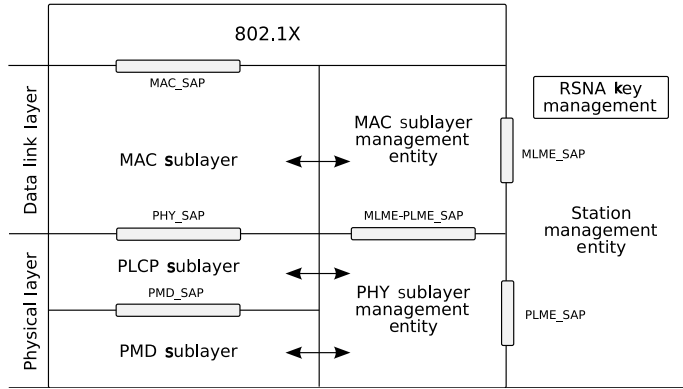 802.1X
MAC_SAP
RSNA key
management
Data link layer
MAC sublayer
MAC sublayer
management
entity
MLME_SAP
PHY_SAP
MLME-PLME_SAP
Station
management
entity
Physical layer
PLCP sublayer
PMD_SAP
PHY sublayer
management
entity
PLME_SAP
PMD sublayer